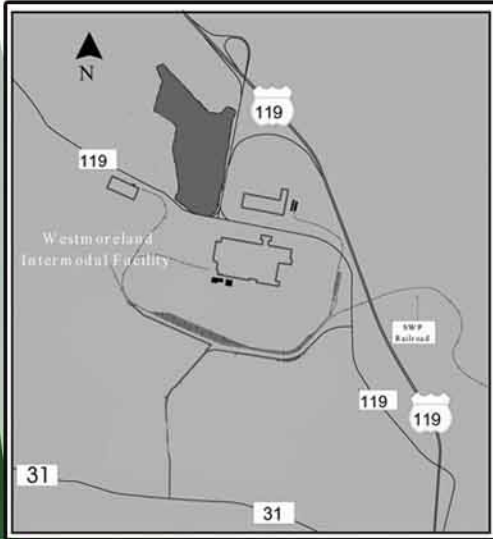 N
119
119
Westmoreland
Intermodal Facility
SWP
Railroad
119
119
31
31